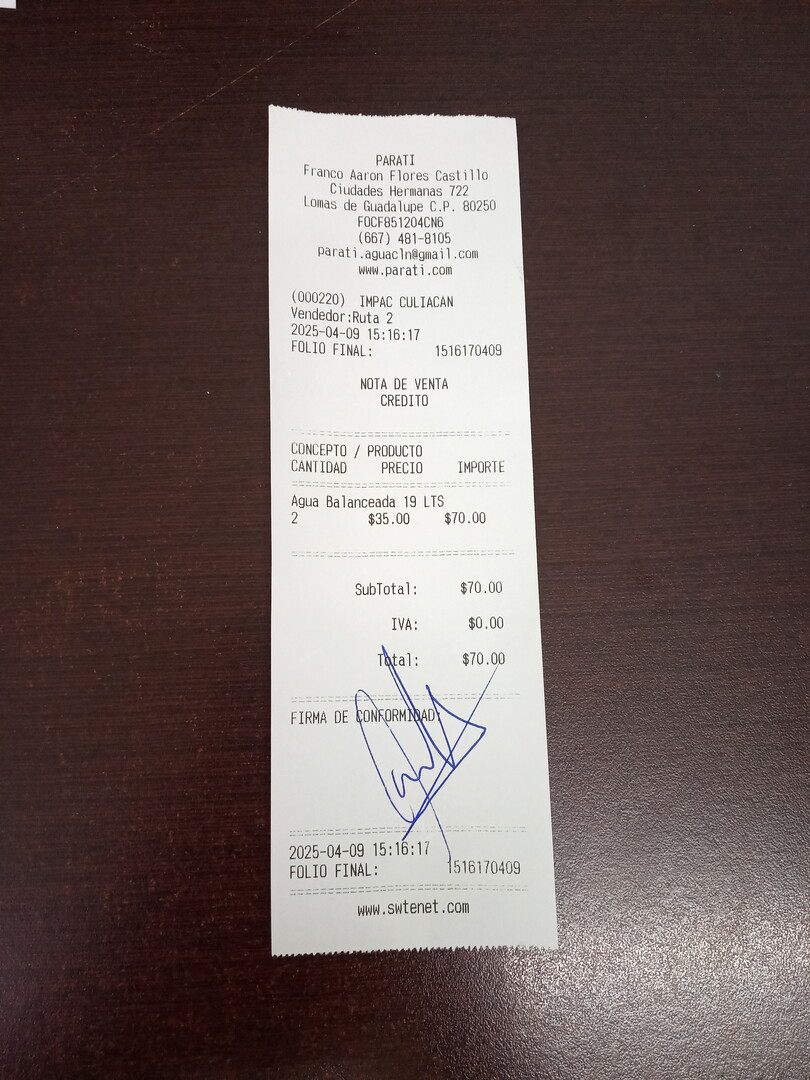 PARATI
Franco Aaron Flores Castillo
Ciudades Hermanas 722
Lomas de Guadalupe C.P. 80250
FOCF851204CN6
(667) 481-8105
parati.aguacln@gmail.com
www.parati.com
(000220) IMPAC CULIACAN
Vendedor:Ruta 2
2025-04-09 15:16:17
FOLIO FINAL: 1516170409
NOTA DE VENTA
CREDITO
CONCEPTO / PRODUCTO
CANTIDAD PRECIO IMPORTE
Agua Balanceada 19 LTS
2 $35.00 $70.00
SubTotal: $70.00
IVA: $0.00
Total: $70.00
FIRMA DE CONFORMIDAD:
2025-04-09 15:16:17
FOLIO FINAL: 1516170409
www.swtenet.com